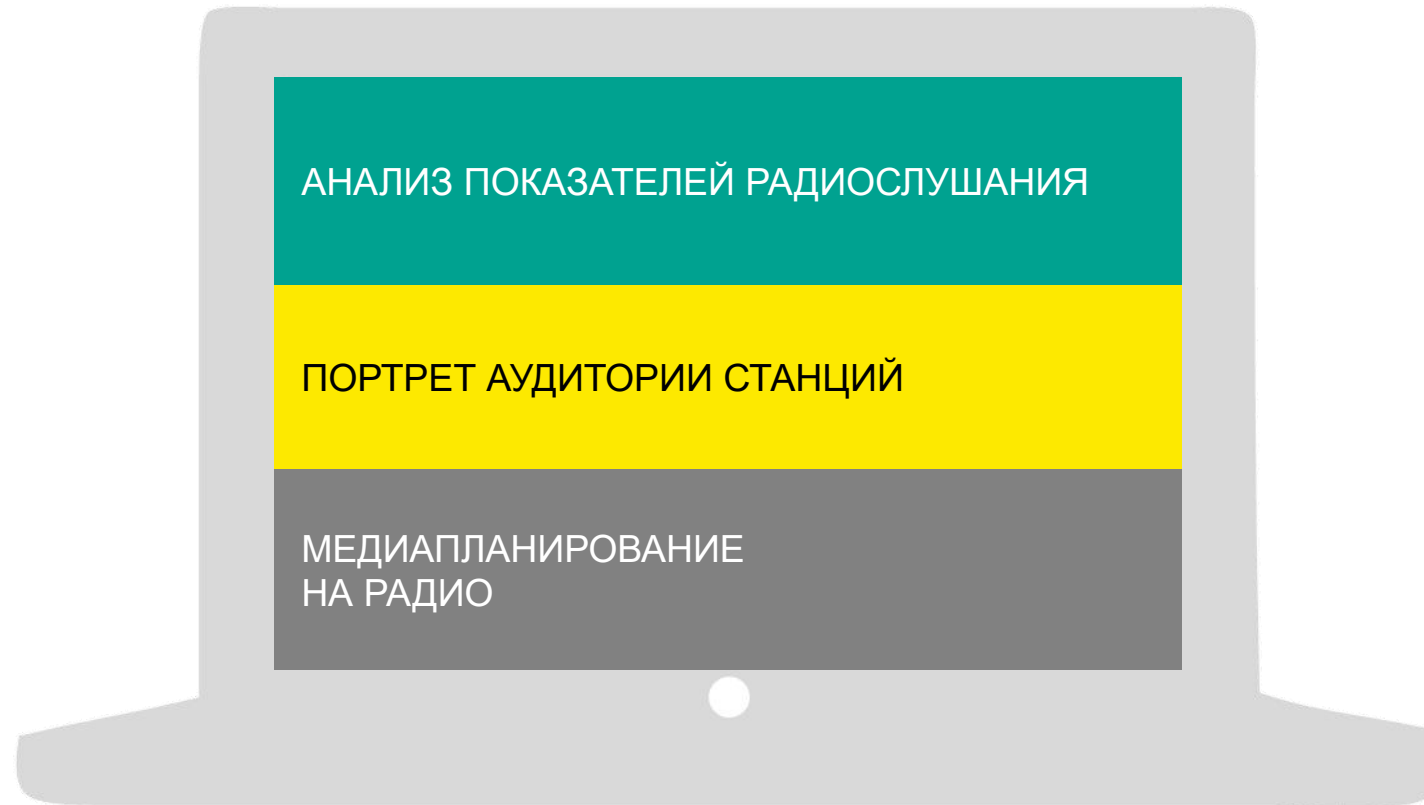 АНАЛИЗ ПОКАЗАТЕЛЕЙ РАДИОСЛУШАНИЯ
ПОРТРЕТ АУДИТОРИИ СТАНЦИЙ
МЕДИАПЛАНИРОВАНИЕ
НА РАДИО